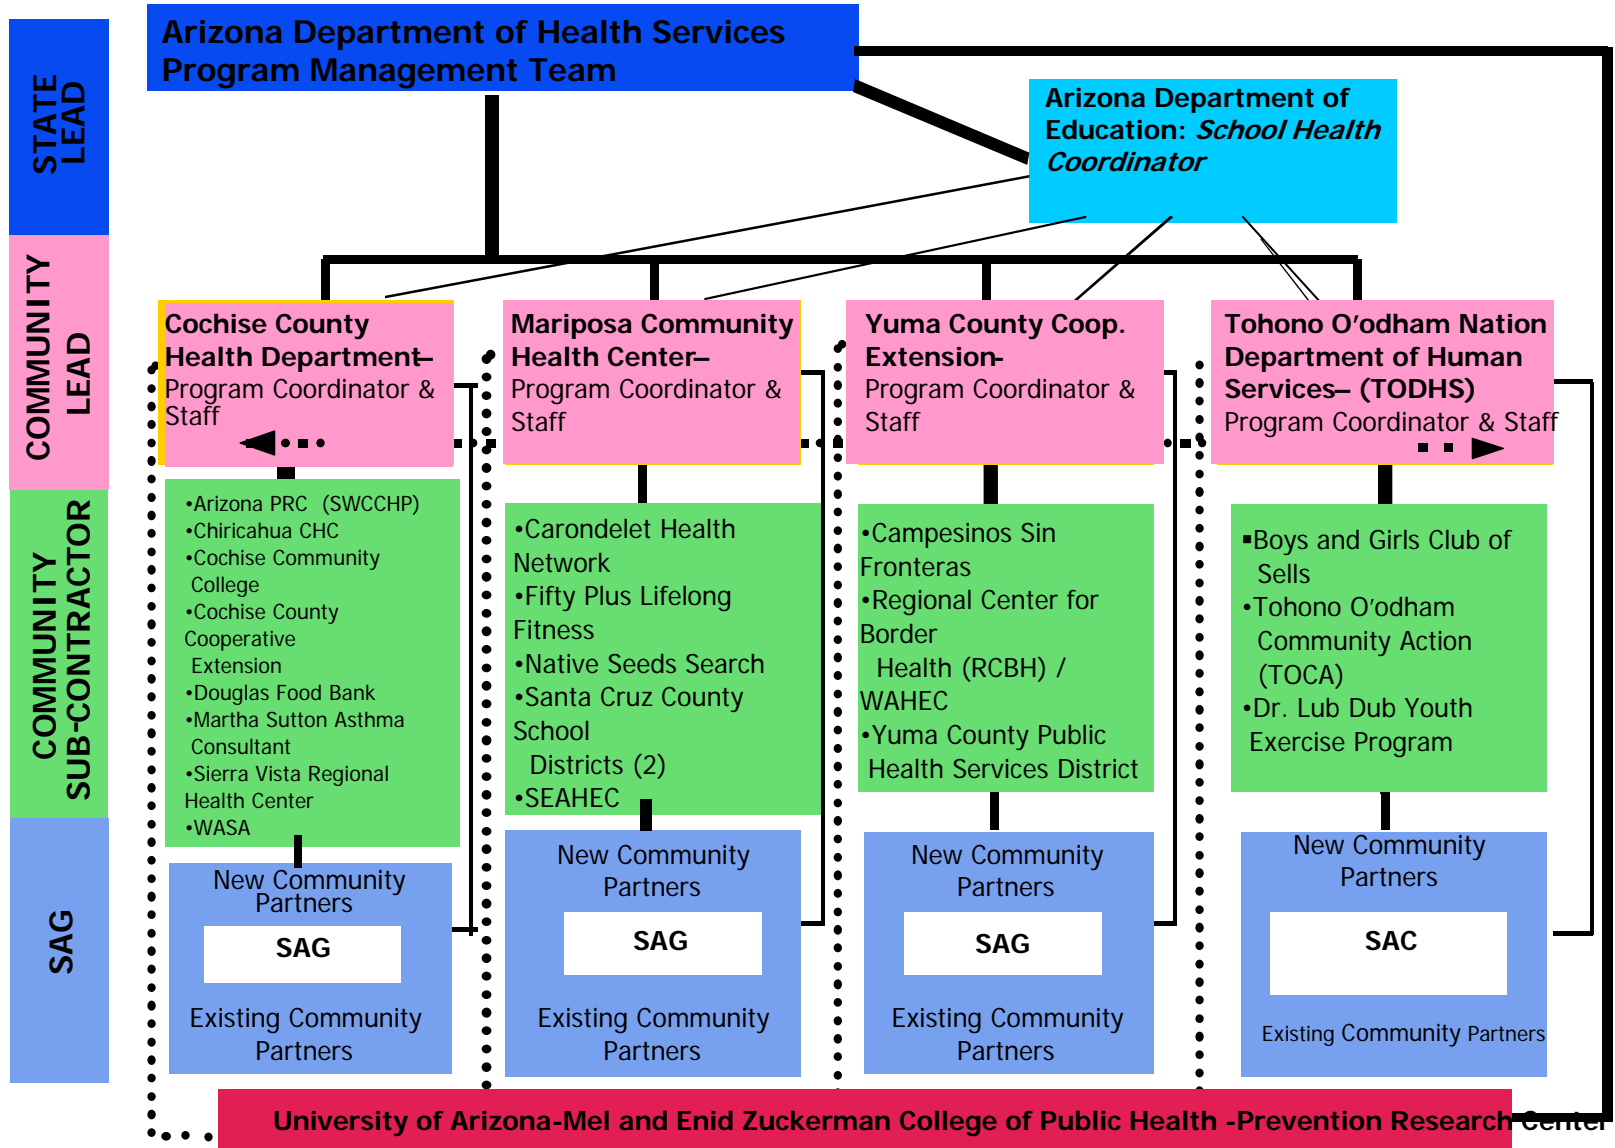 Arizona Department of Health Services
Program Management Team
STATE
LEAD
Arizona Department of
Education: School Health
Coordinator
COMMUNITY
LEAD
Cochise County
Health Department–
Program Coordinator &
Staff
Mariposa Community
Health Center–
Program Coordinator &
Staff
Yuma County Coop.
Extension-
Program Coordinator &
Staff
Tohono O’odham Nation
Department of Human
Services– (TODHS)
Program Coordinator & Staff
COMMUNITY
SUB-CONTRACTOR
•Arizona PRC (SWCCHP)
•Chiricahua CHC
•Cochise Community
College
•Cochise County
Cooperative
Extension
•Douglas Food Bank
•Martha Sutton Asthma
Consultant
•Sierra Vista Regional
Health Center
•WASA
•Carondelet Health
Network
•Fifty Plus Lifelong
Fitness
•Native Seeds Search
•Santa Cruz County
School
Districts (2)
•SEAHEC
•Campesinos Sin
Fronteras
•Regional Center for
Border
Health (RCBH) /
WAHEC
•Yuma County Public
Health Services District
▪Boys and Girls Club of
Sells
•Tohono O’odham
Community Action
(TOCA)
•Dr. Lub Dub Youth
Exercise Program
SAG
New Community
Partners
SAG
Existing Community
Partners
New Community
Partners
SAG
Existing Community
Partners
New Community
Partners
SAG
Existing Community
Partners
New Community
Partners
SAC
Existing Community Partners
University of Arizona-Mel and Enid Zuckerman College of Public Health -Prevention Research Center